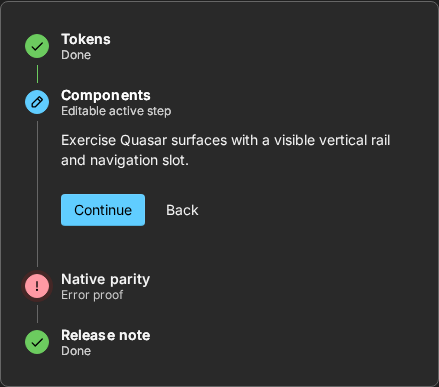 Tokens
Done
Components
Editable active step
Exercise Quasar surfaces with a visible vertical rail
and navigation slot.
Continue Back
!
Native parity
Error proof
Release note
Done